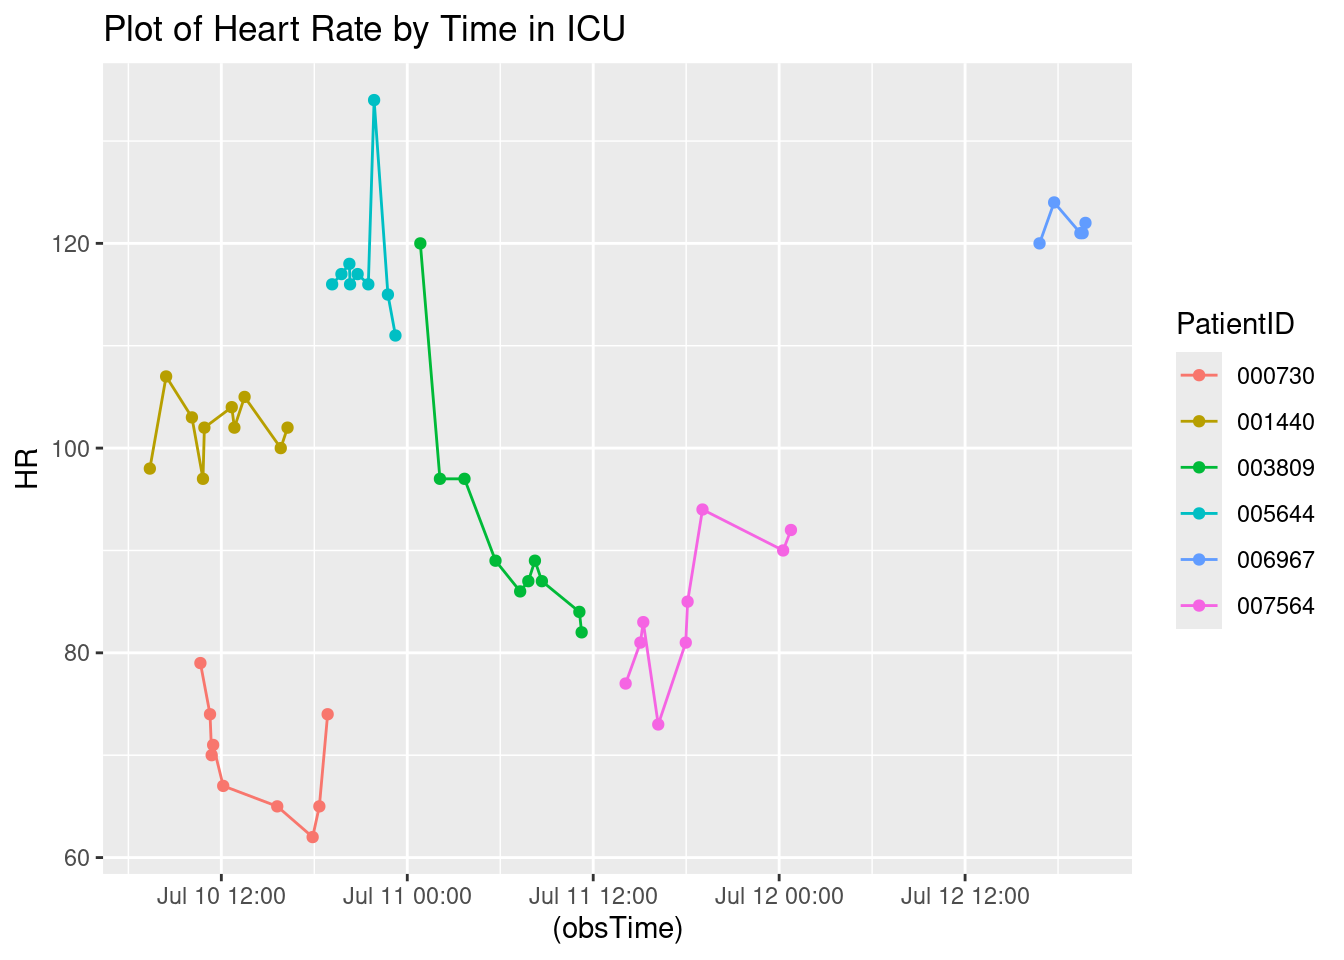 Plot of Heart Rate by Time in ICU
HR
120
100
80
60
Jul 10 12:00
Jul 11 00:00
Jul 11 12:00
Jul 12 00:00
Jul 12 12:00
(obsTime)
PatientID
000730
001440
003809
005644
006967
007564